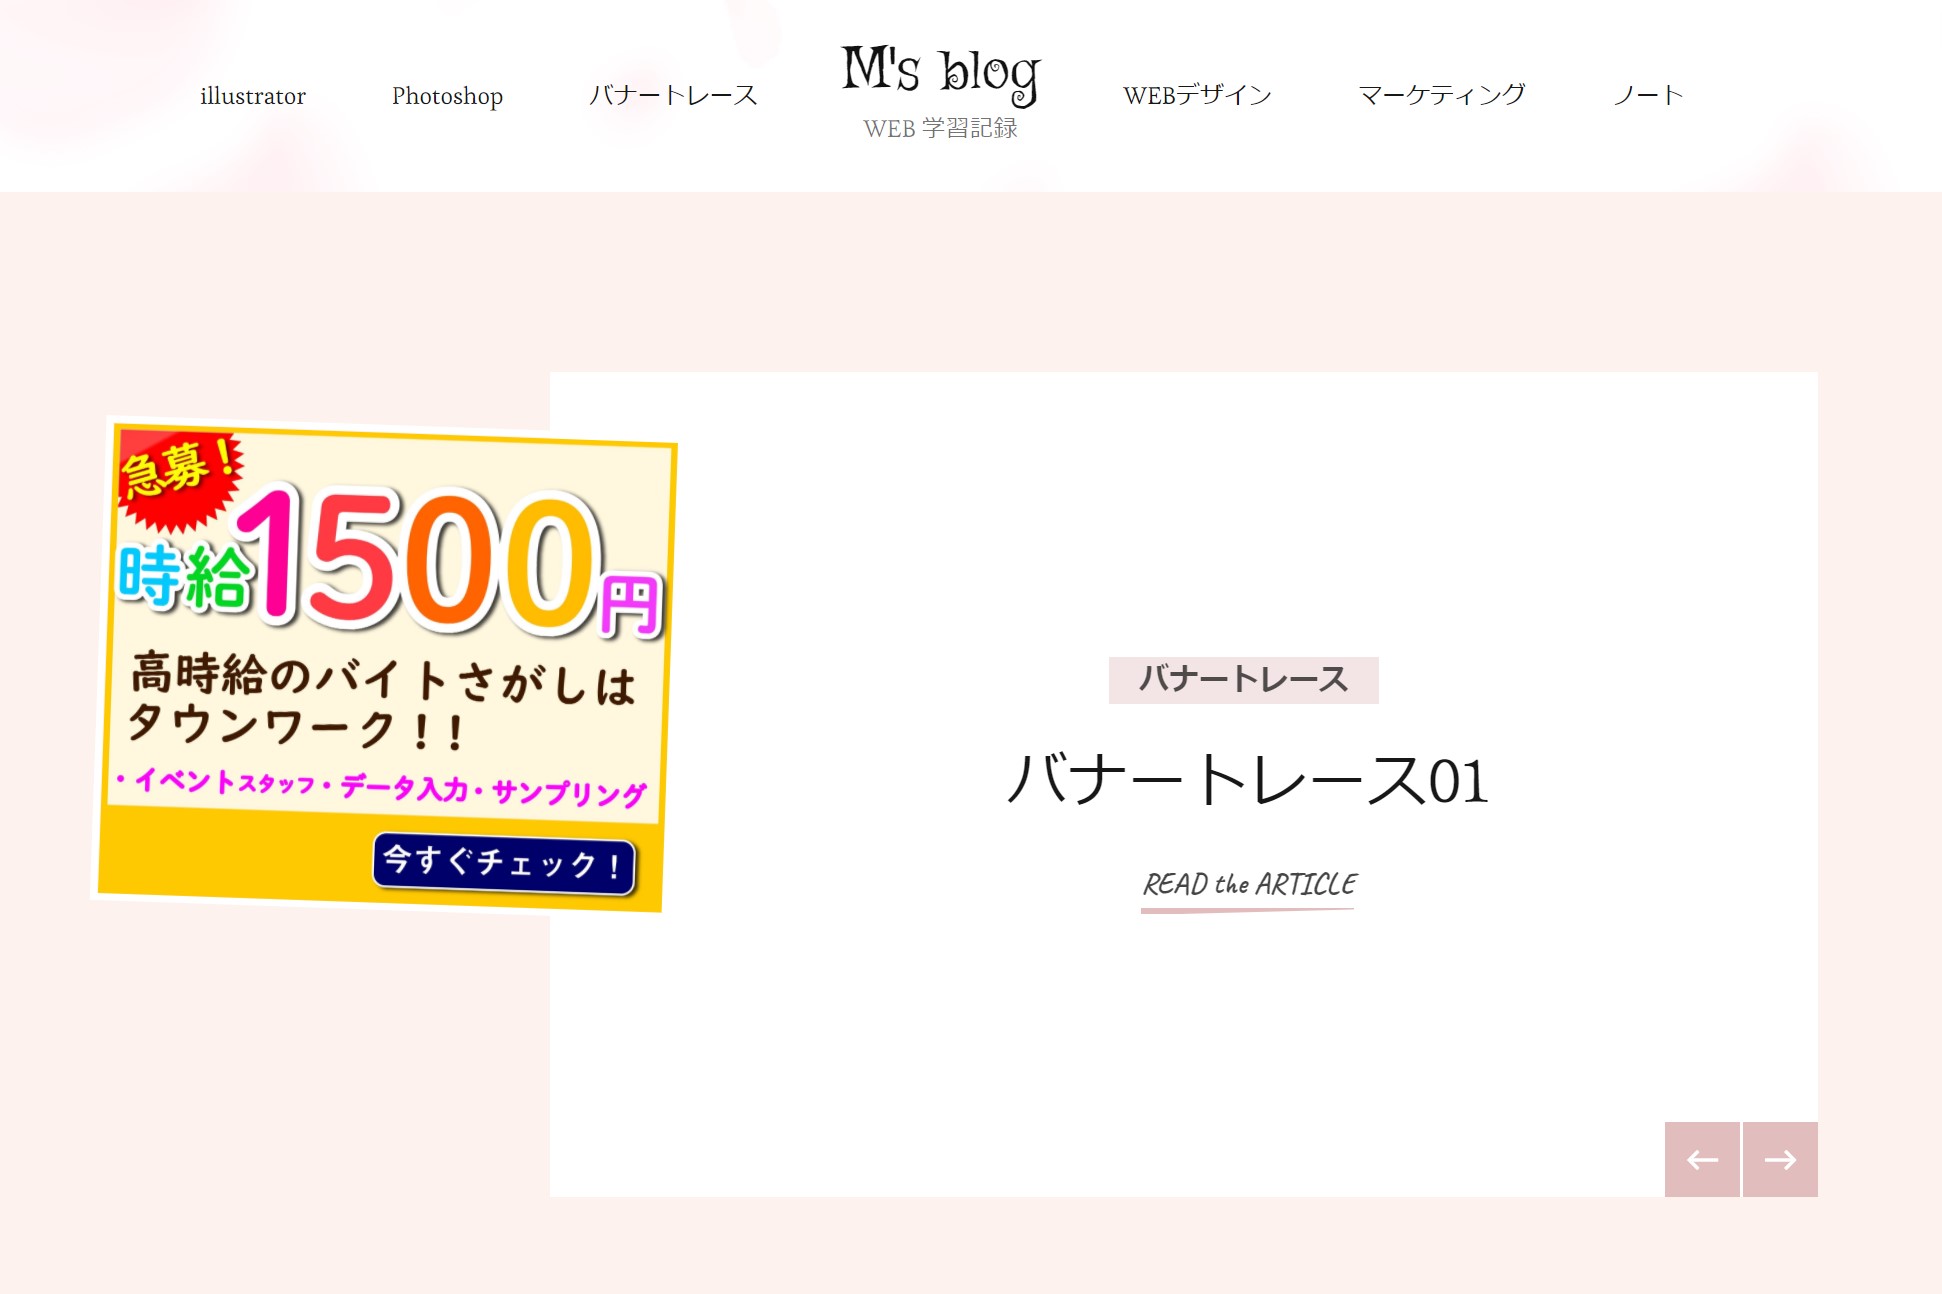 illustrator
Photoshop
バナートレース
M's blog
WEB 学習記録
WEBデザイン
マーケティング
ノート
急募！
時給1500円
高時給のバイトさがしは
タウンワーク！！
・イベントスタッフ・データ入力・サンプリング
今すぐチェック！
バナートレース
バナートレース01
READ the ARTICLE